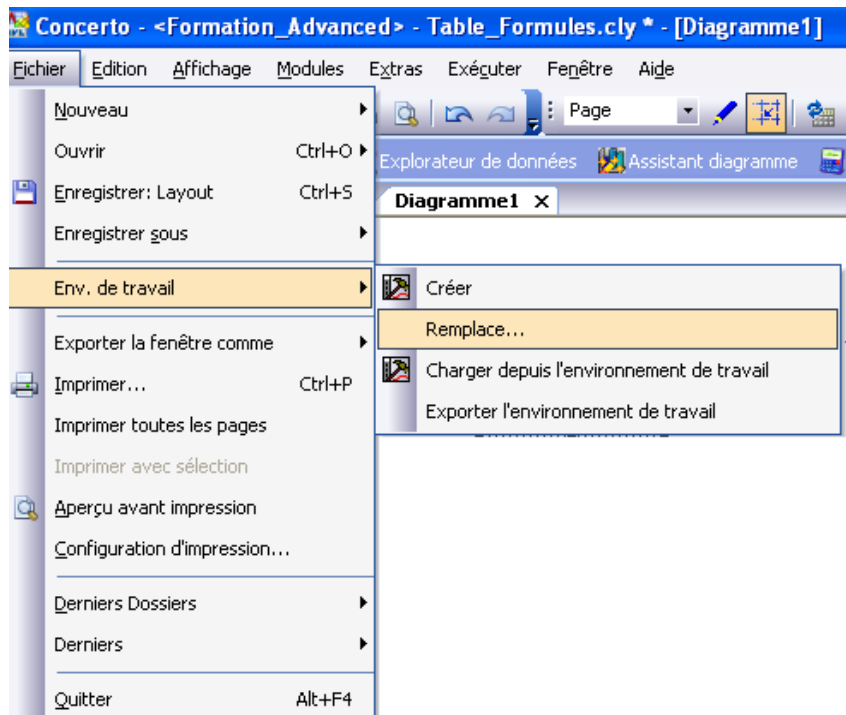 Concerto - <Formation_Advanced> - Table_Formules.cly * - [Diagramme1]
Fichier Edition Affichage Modules Extras Exécuter Fenêtre Aide
Page
Explorateur de données Assistant diagramme
Diagramme1 x
Nouveau
Ouvrir Ctrl+O
Enregistrer: Layout Ctrl+S
Enregistrer sous
Env. de travail
Exporter la fenêtre comme
Imprimer... Ctrl+P
Imprimer toutes les pages
Imprimer avec sélection
Aperçu avant impression
Configuration d'impression...
Derniers Dossiers
Derniers
Quitter Alt+F4
Créer
Remplace...
Charger depuis l'environnement de travail
Exporter l'environnement de travail